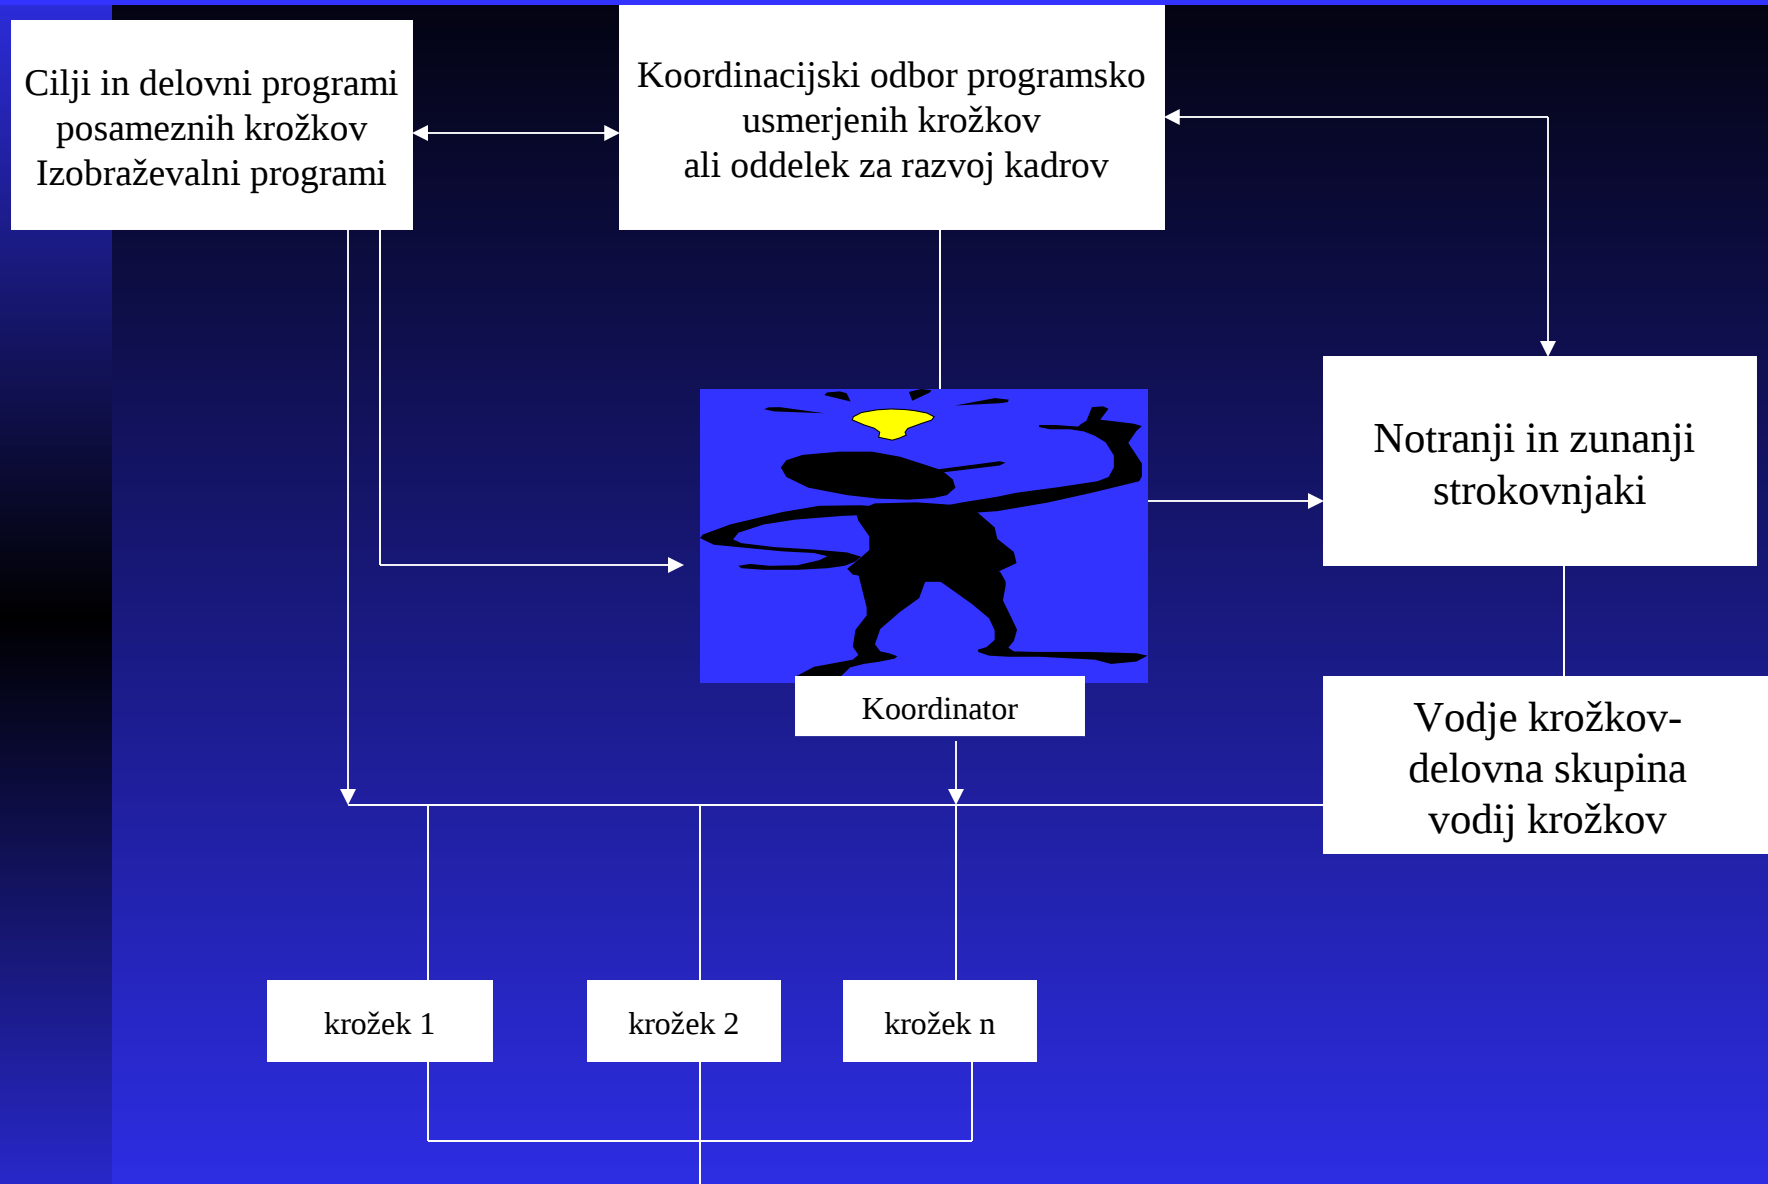 Cilji in delovni programi
posameznih krožkov
Izobraževalni programi
Koordinacijski odbor programsko
usmerjenih krožkov
ali oddelek za razvoj kadrov
Notranji in zunanji
strokovnjaki
Koordinator
Vodje krožkov-
delovna skupina
vodij krožkov
krožek 1
krožek 2
krožek n